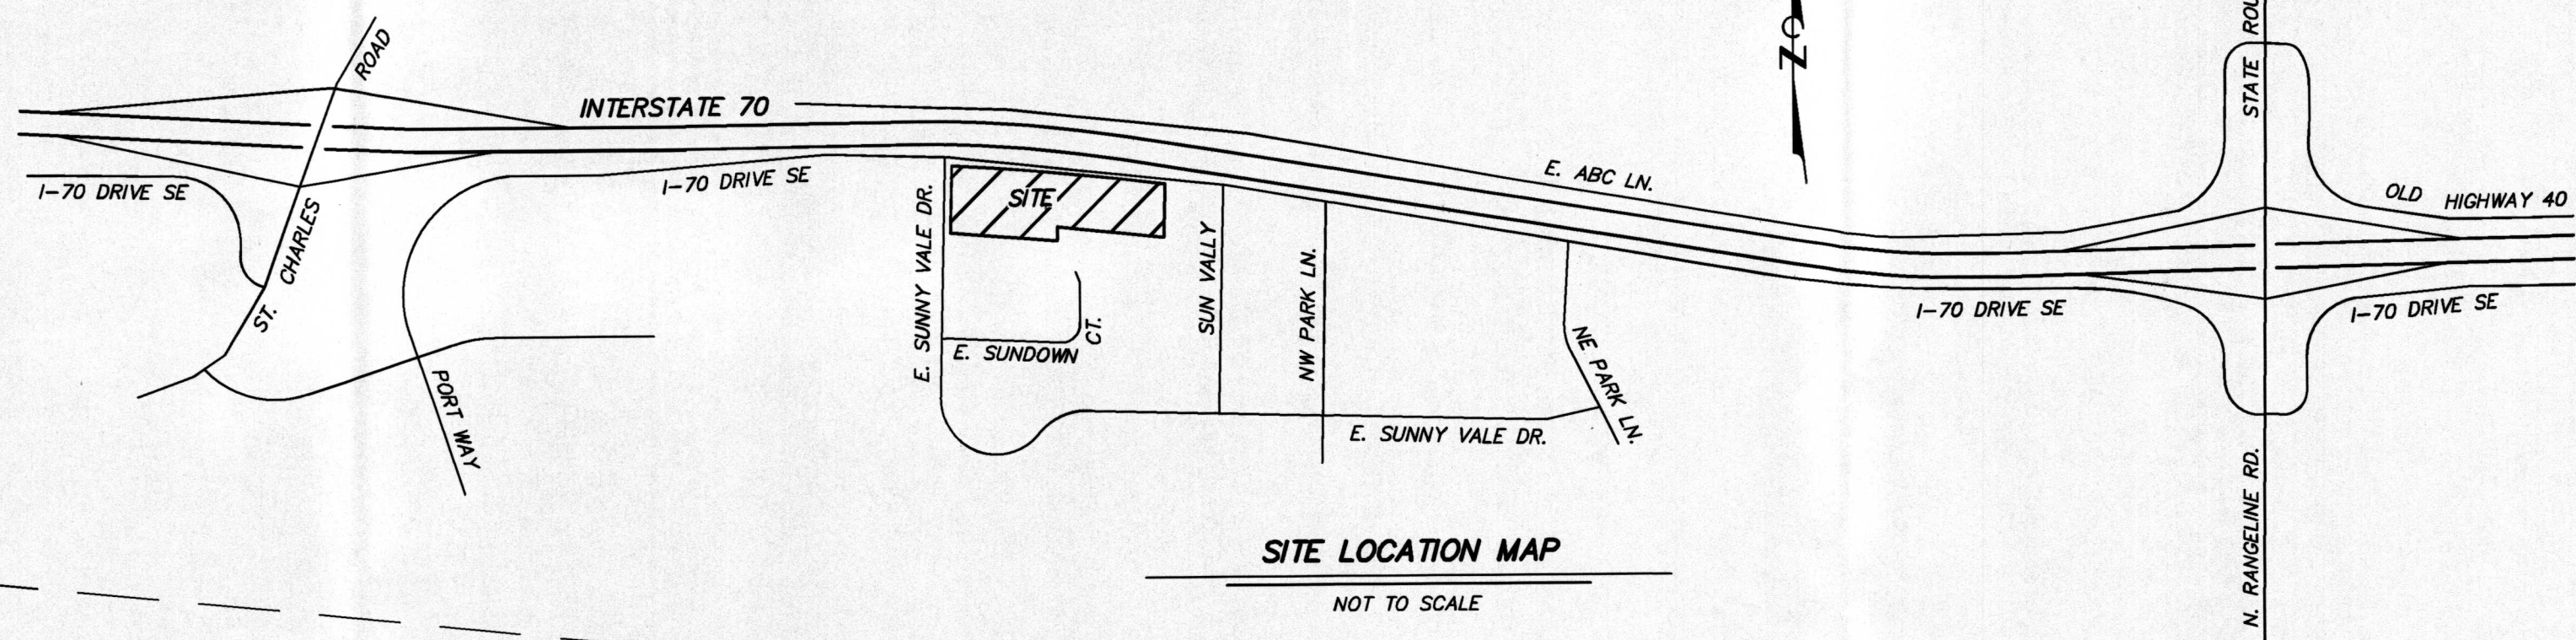 ROAD
INTERSTATE 70
I-70 DRIVE SE
ST. CHARLES
I-70 DRIVE SE
PORT WAY
E. SUNNY VALE DR.
SITE
E. SUNDOWN CT.
SUN VALLY
NW PARK LN.
E. ABC LN.
NE PARK LN.
E. SUNNY VALE DR.
N
STATE
I-70 DRIVE SE
OLD HIGHWAY 40
I-70 DRIVE SE
N. RANGELINE RD.
SITE LOCATION MAP
NOT TO SCALE